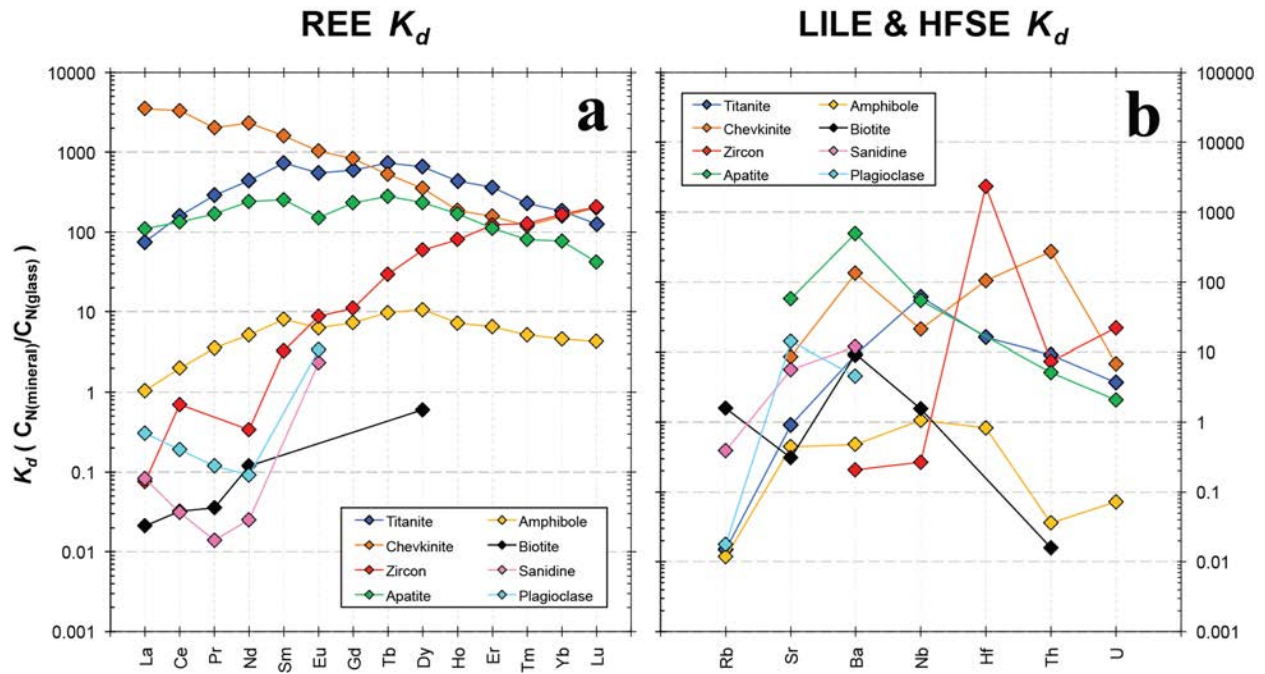 REE Kd
LILE & HFSE Kd
a
b
10000
1000
100
10
1
0.1
0.01
0.001
Kd ( CN(mineral)/CN(glass) )
Titanite
Chevkinite
Zircon
Apatite
Amphibole
Biotite
Sanidine
Plagioclase
La
Ce
Pr
Nd
Sm
Eu
Gd
Tb
Dy
Ho
Er
Tm
Yb
Lu
Titanite
Chevkinite
Zircon
Apatite
Amphibole
Biotite
Sanidine
Plagioclase
100000
10000
1000
100
10
1
0.1
0.01
0.001
Rb
Sr
Ba
Nb
Hf
Th
U